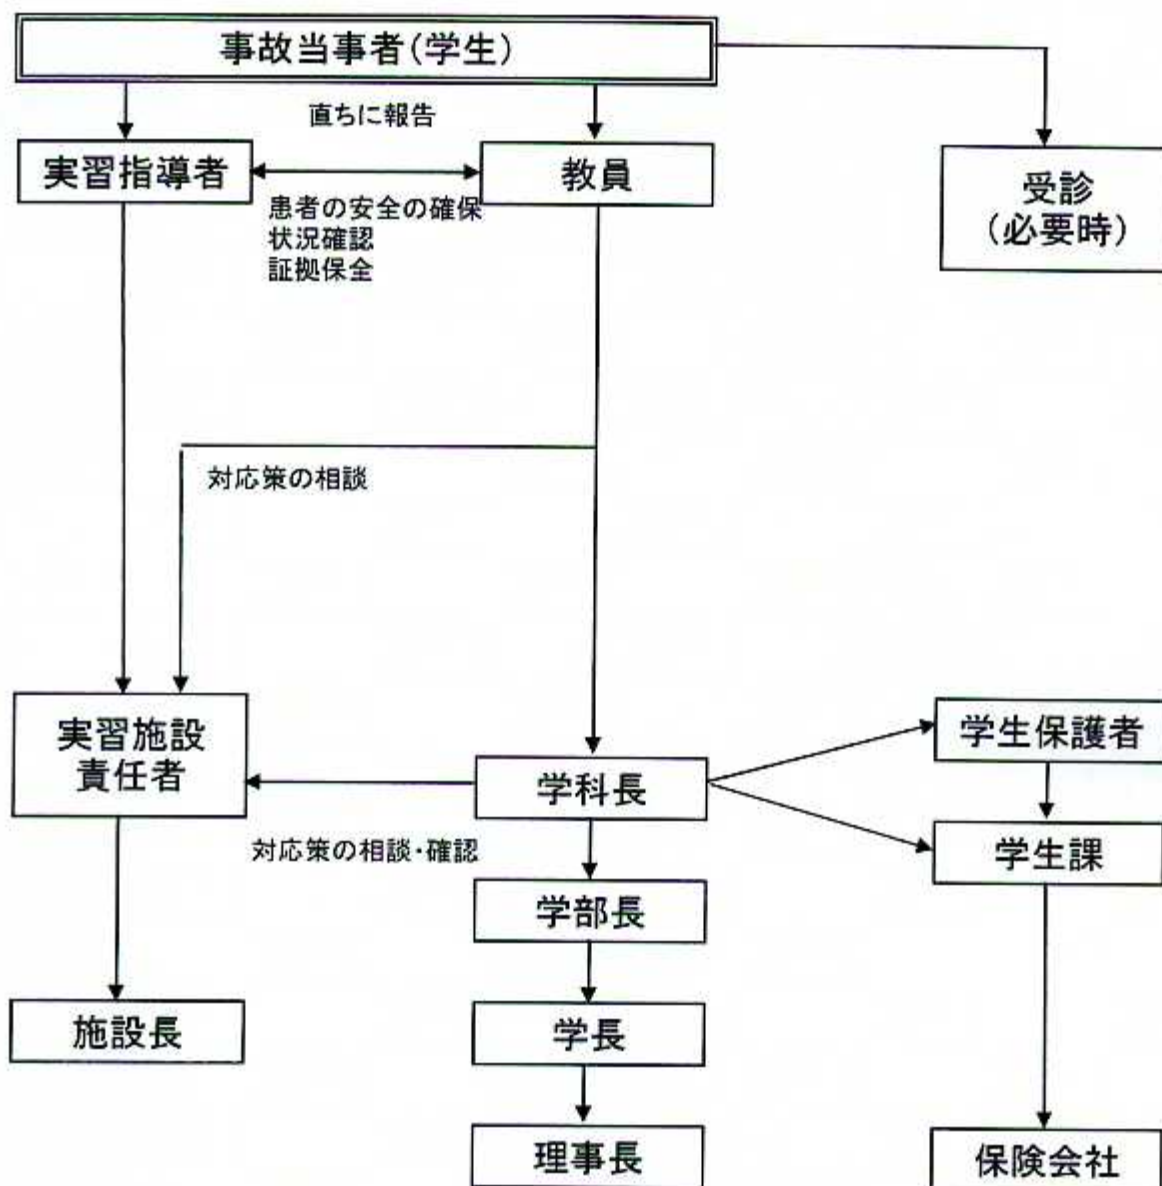 事故当事者(学生)
直ちに報告
実習指導者
教員
受診
(必要時)
患者の安全の確保
状況確認
証拠保全
対応策の相談
実習施設
責任者
学科長
学生保護者
学生課
対応策の相談・確認
学部長
施設長
学長
理事長
保険会社